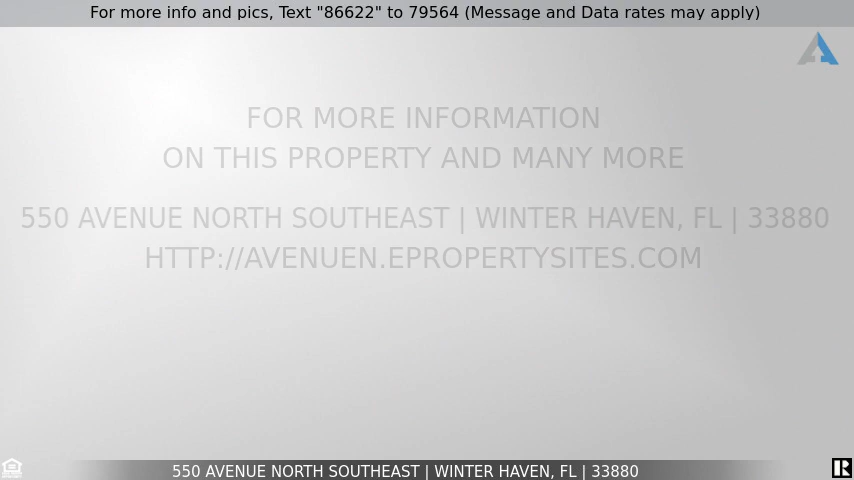 For more info and pics, Text "86622" to 79564 (Message and Data rates may apply)
FOR MORE INFORMATION
ON THIS PROPERTY AND MANY MORE
550 AVENUE NORTH SOUTHEAST | WINTER HAVEN, FL | 33880
HTTP://AVENUEN.EPROPERTYSITES.COM
550 AVENUE NORTH SOUTHEAST | WINTER HAVEN, FL | 33880